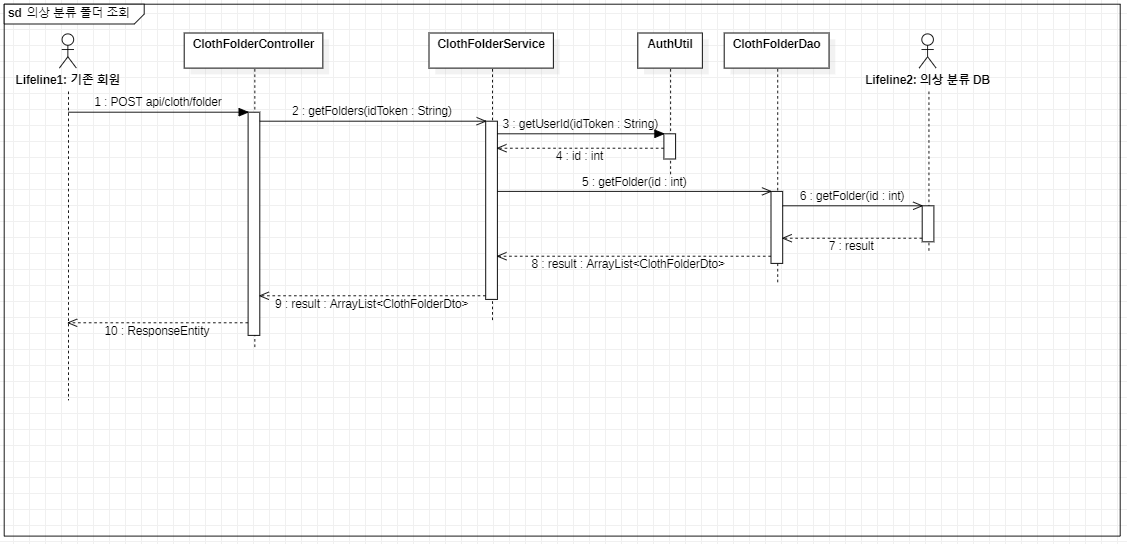 sd 의상 분류 폴더 조회
ClothFolderController
ClothFolderService
AuthUtil
ClothFolderDao
Lifeline1: 기존 회원
Lifeline2: 의상 분류 DB
1 : POST api/cloth/folder
2 : getFolders(idToken : String)
3 : getUserId(idToken : String)
4 : id : int
5 : getFolder(id : int)
6 : getFolder(id : int)
7 : result
8 : result : ArrayList<ClothFolderDto>
9 : result : ArrayList<ClothFolderDto>
10 : ResponseEntity